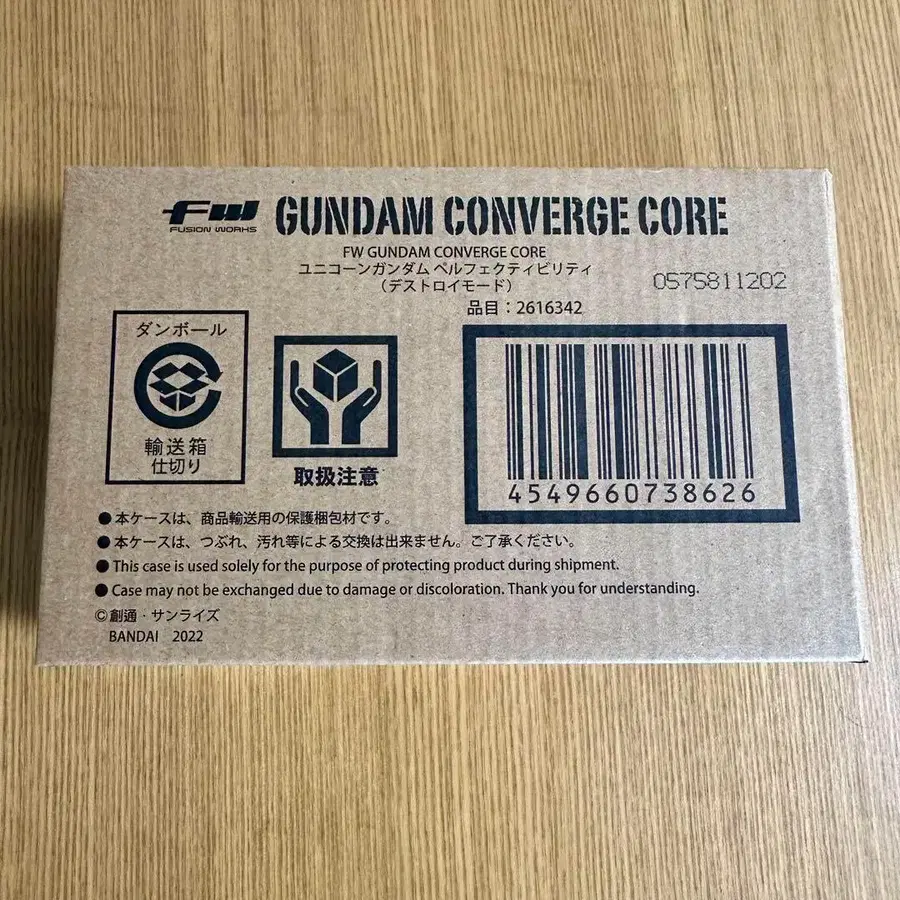 FW GUNDAM CONVERGE CORE
FUSION WORKS
FW GUNDAM CONVERGE CORE
ユニコーンガンダム ペルフェクティビリティ
（デストロイモード）
0575811202
品目：2616342
ダンボール
輸送箱
仕切り
取扱注意
4549660738626
●本ケースは、商品輸送用の保護梱包材です。
●本ケースは、つぶれ、汚れ等による交換は出来ません。ご了承ください。
●This case is used solely for the purpose of protecting product during shipment.
●Case may not be exchanged due to damage or discoloration. Thank you for understanding.
©創通・サンライズ
BANDAI 2022